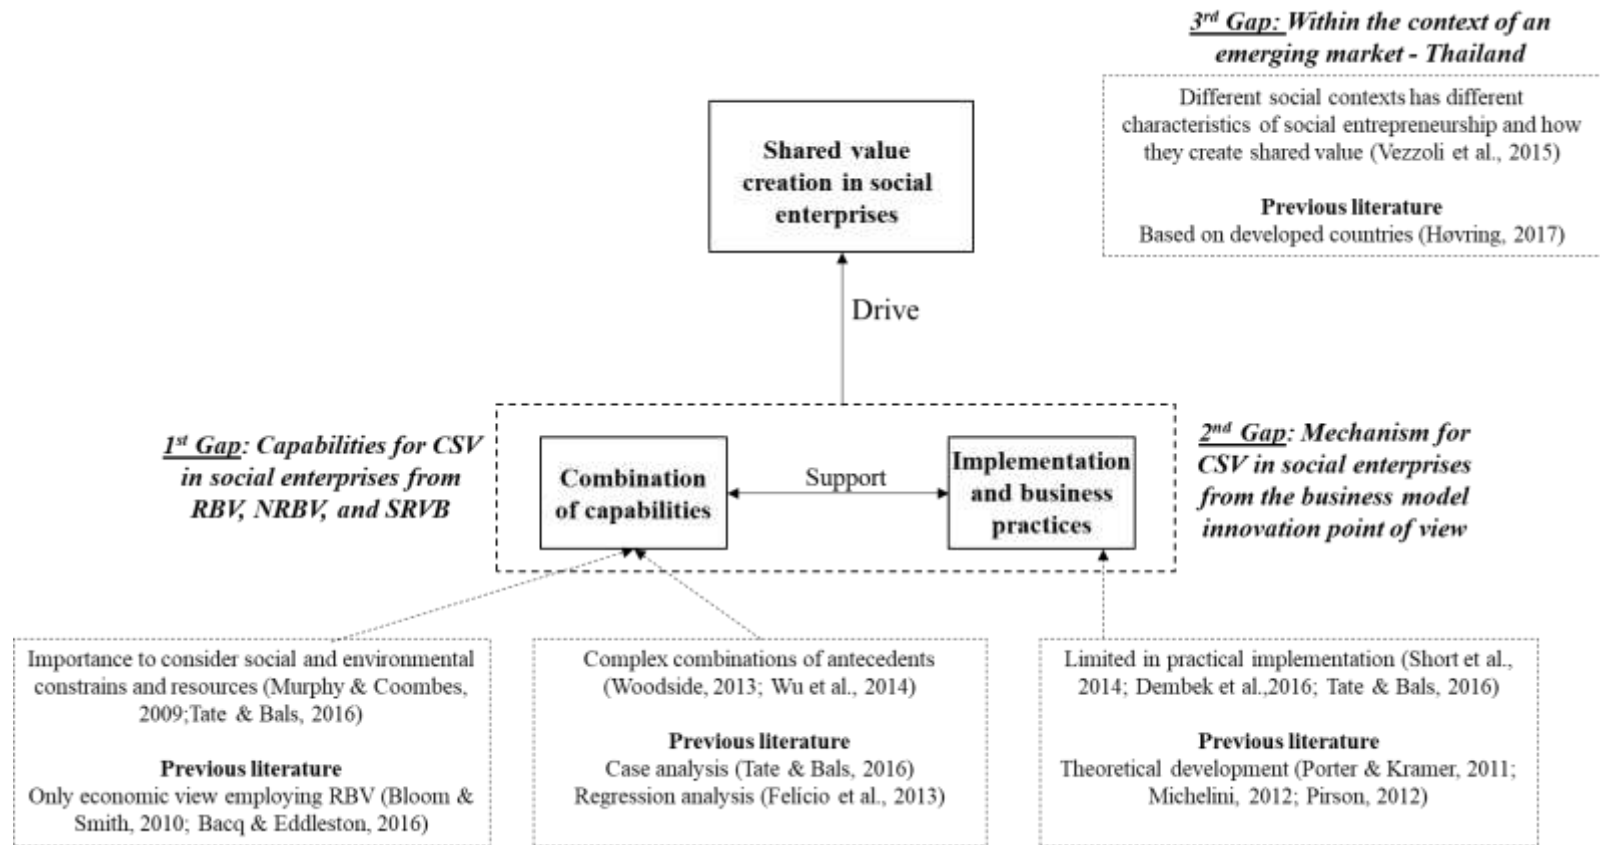 3rd Gap: Within the context of an
emerging market - Thailand
Different social contexts has different
characteristics of social entrepreneurship and how
they create shared value (Vezzoli et al., 2015)
Previous literature
Based on developed countries (Høvring, 2017)
Shared value
creation in social
enterprises
Drive
1st Gap: Capabilities for CSV
in social enterprises from
RBV, NRBV, and SRVB
Combination
of capabilities
Support
Implementation
and business
practices
2nd Gap: Mechanism for
CSV in social enterprises
from the business model
innovation point of view
Importance to consider social and environmental
constrains and resources (Murphy & Coombes,
2009;Tate & Bals, 2016)
Previous literature
Only economic view employing RBV (Bloom &
Smith, 2010; Bacq & Eddleston, 2016)
Complex combinations of antecedents
(Woodside, 2013; Wu et al., 2014)
Previous literature
Case analysis (Tate & Bals, 2016)
Regression analysis (Felício et al., 2013)
Limited in practical implementation (Short et al.,
2014; Dembek et al.,2016; Tate & Bals, 2016)
Previous literature
Theoretical development (Porter & Kramer, 2011;
Michelini, 2012; Pirson, 2012)